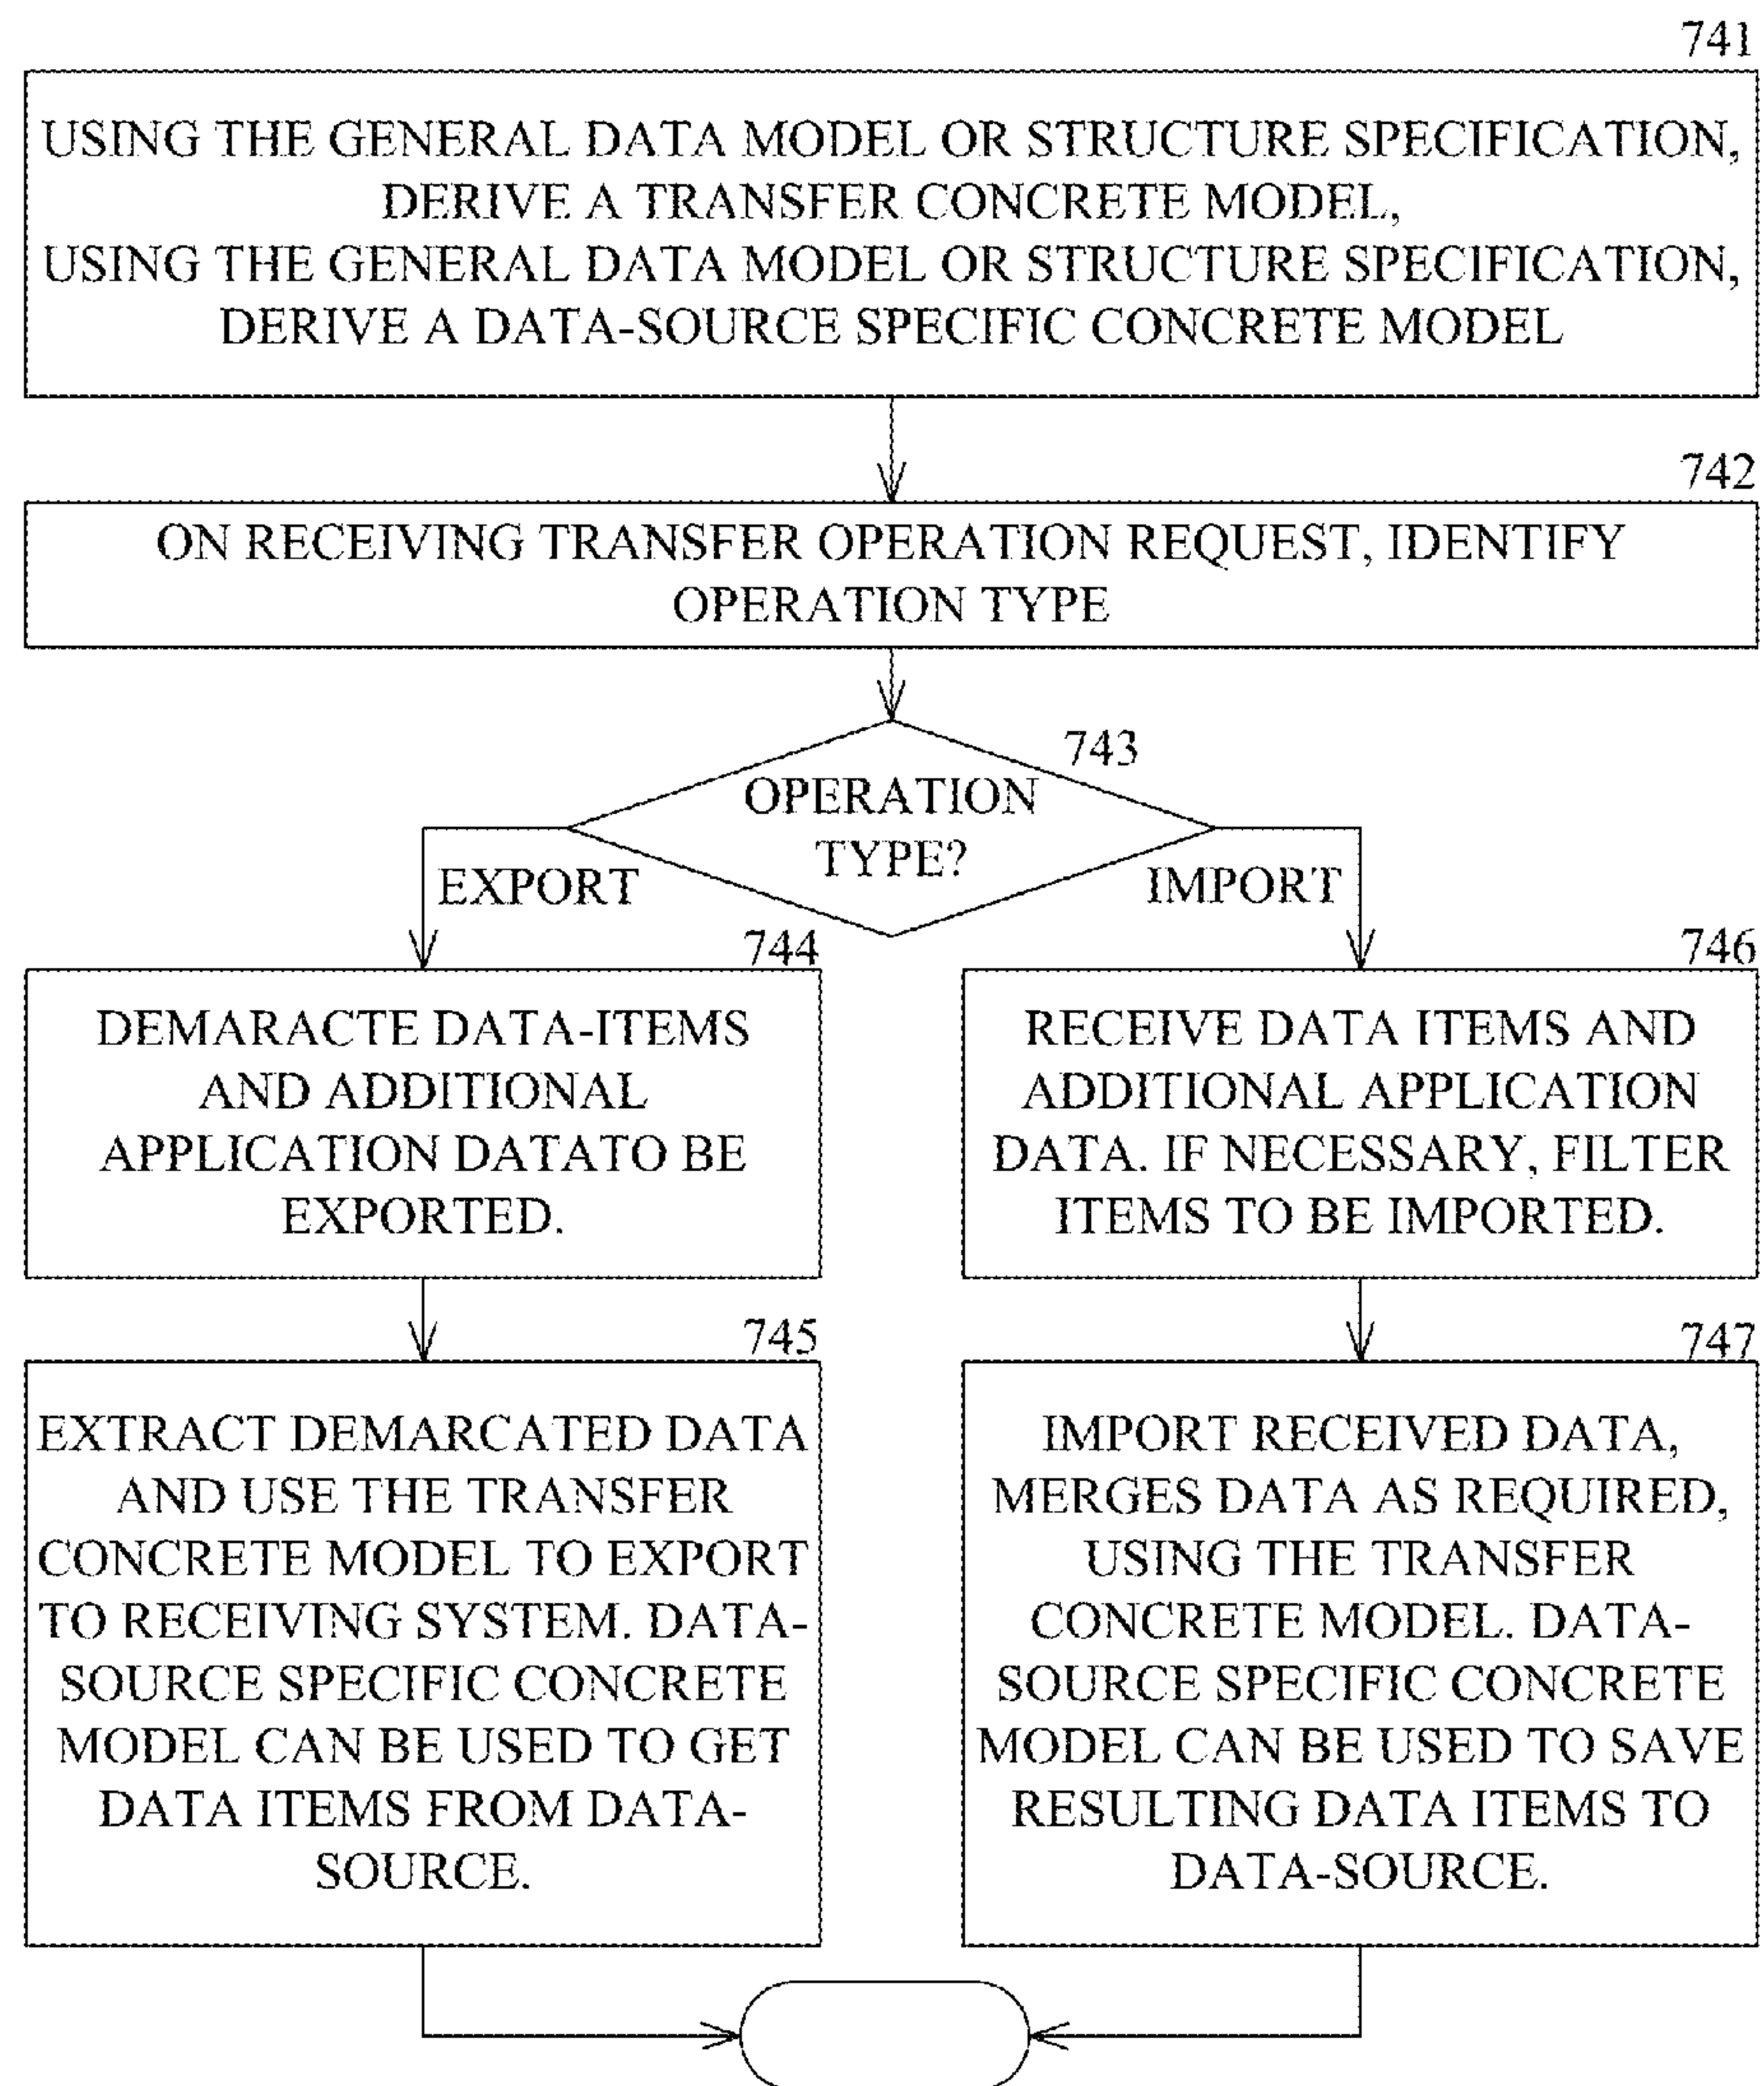 741
USING THE GENERAL DATA MODEL OR STRUCTURE SPECIFICATION,
DERIVE A TRANSFER CONCRETE MODEL,
USING THE GENERAL DATA MODEL OR STRUCTURE SPECIFICATION,
DERIVE A DATA-SOURCE SPECIFIC CONCRETE MODEL
742
ON RECEIVING TRANSFER OPERATION REQUEST, IDENTIFY
OPERATION TYPE
743
OPERATION
TYPE?
EXPORT
IMPORT
744
DEMARACTE DATA-ITEMS
AND ADDITIONAL
APPLICATION DATATO BE
EXPORTED.
746
RECEIVE DATA ITEMS AND
ADDITIONAL APPLICATION
DATA. IF NECESSARY, FILTER
ITEMS TO BE IMPORTED.
745
EXTRACT DEMARCATED DATA
AND USE THE TRANSFER
CONCRETE MODEL TO EXPORT
TO RECEIVING SYSTEM. DATA-
SOURCE SPECIFIC CONCRETE
MODEL CAN BE USED TO GET
DATA ITEMS FROM DATA-
SOURCE.
747
IMPORT RECEIVED DATA,
MERGES DATA AS REQUIRED,
USING THE TRANSFER
CONCRETE MODEL. DATA-
SOURCE SPECIFIC CONCRETE
MODEL CAN BE USED TO SAVE
RESULTING DATA ITEMS TO
DATA-SOURCE.